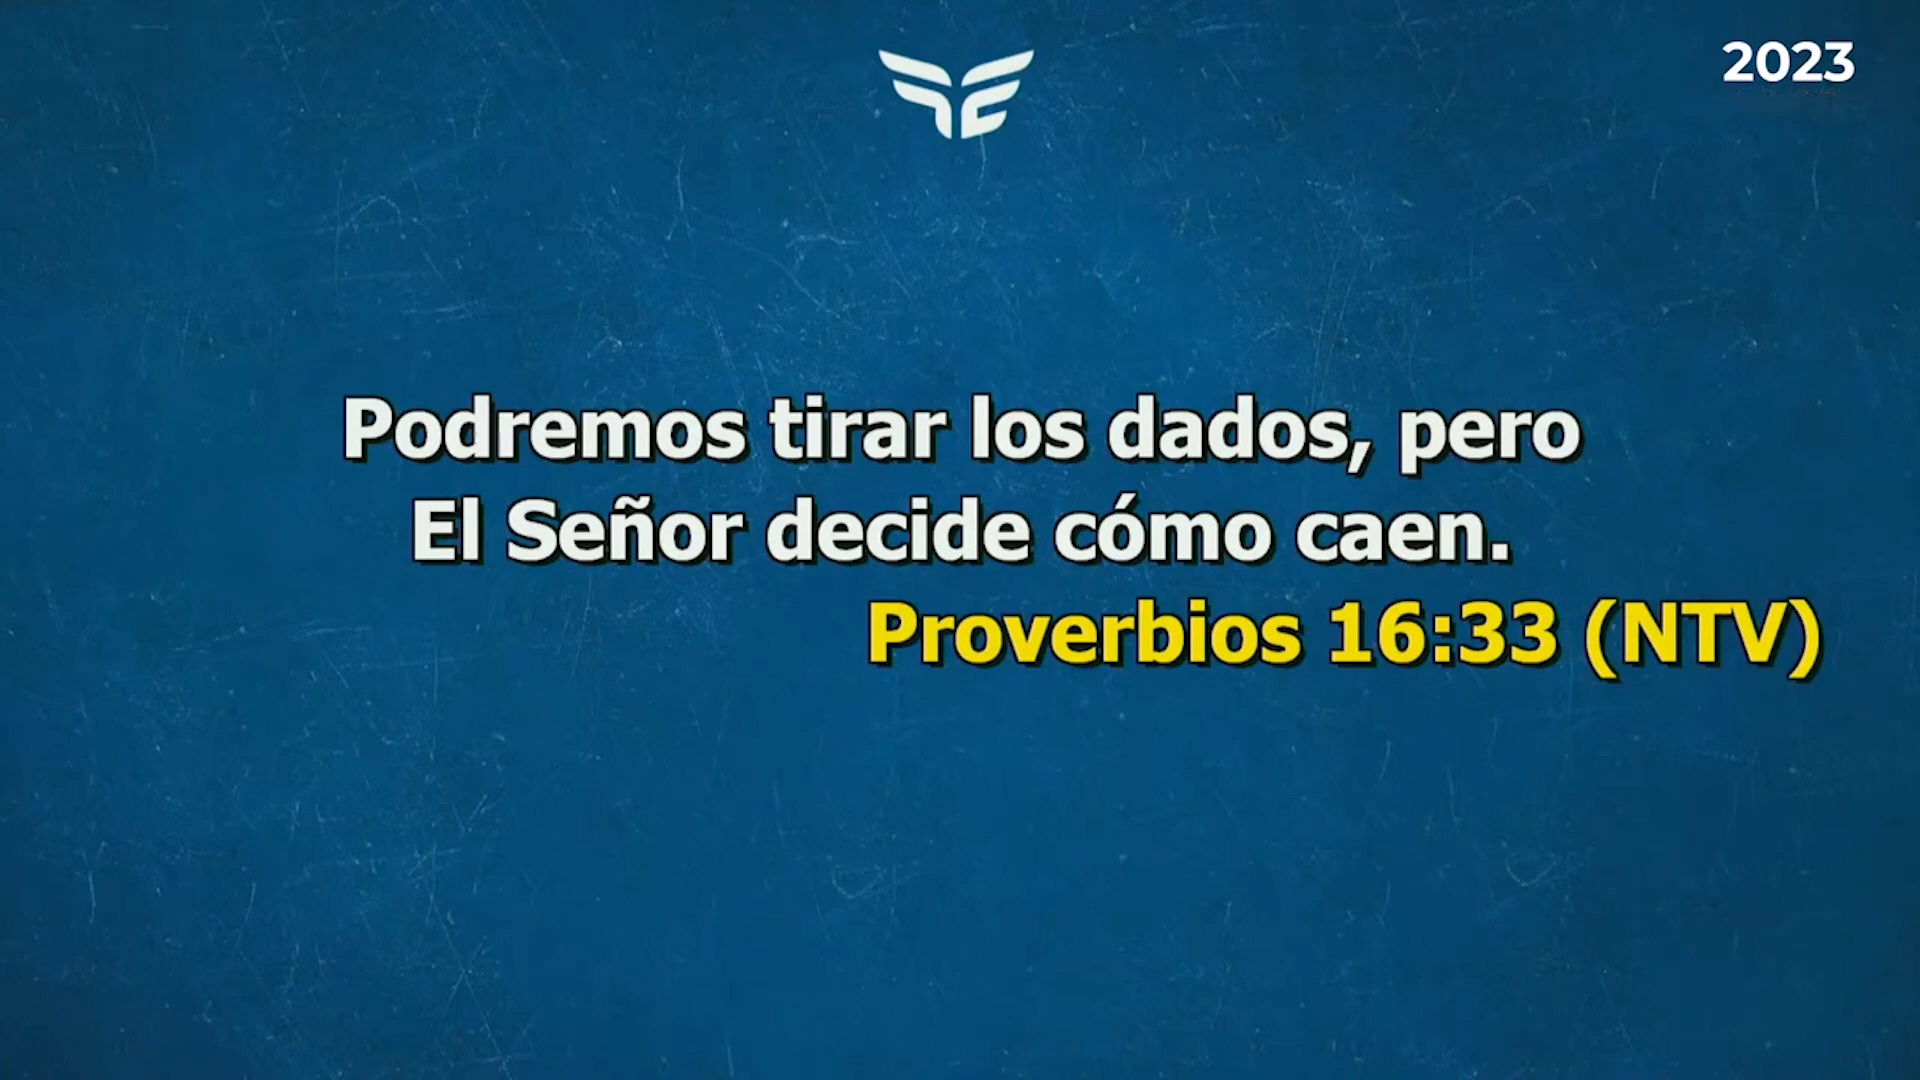 2023
Podremos tirar los dados, pero
El Señor decide cómo caen.
Proverbios 16:33 (NTV)